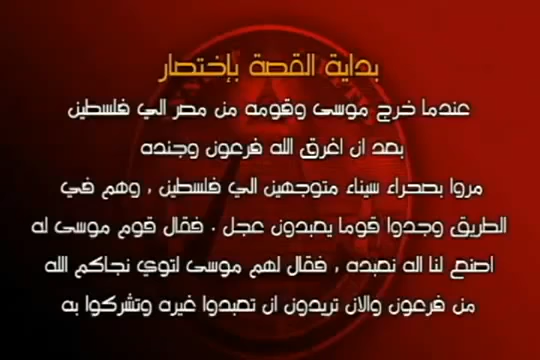 بداية القصة بإختصار
عندما خرج موسى وقومه من مصر الي فلسطين
بعد ان اغرق الله فرعون وجنده
مروا بصحراء سيناء متوجهين الي فلسطين , وهم في
الطريق وجدوا قوما يعبدون عجل . فقال قوم موسى له
اصنع لنا اله نعبده , فقال لهم موسى لتوي نجاكم الله
من فرعون والان تريدون ان تعبدوا غيره وتشركوا به